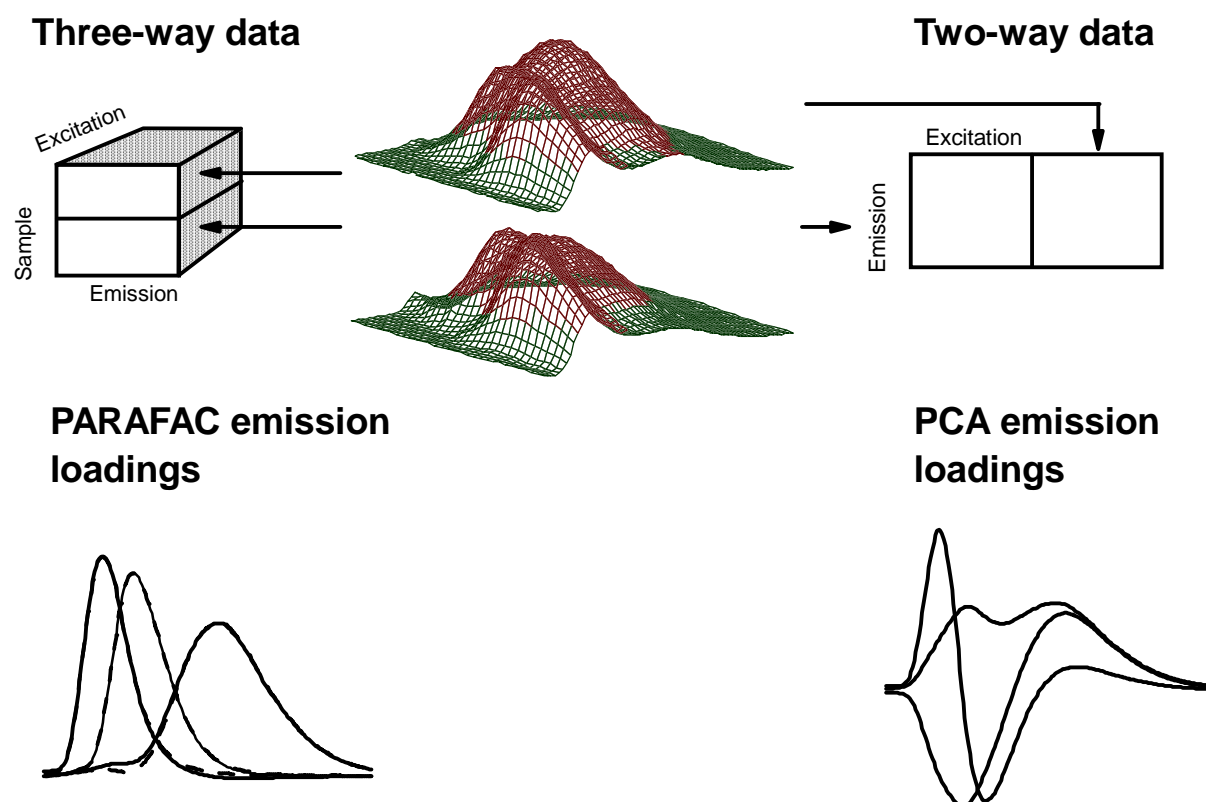 Three-way data
Two-way data
Excitation
Sample
Emission
Excitation
Emission
PARAFAC emission
loadings
PCA emission
loadings